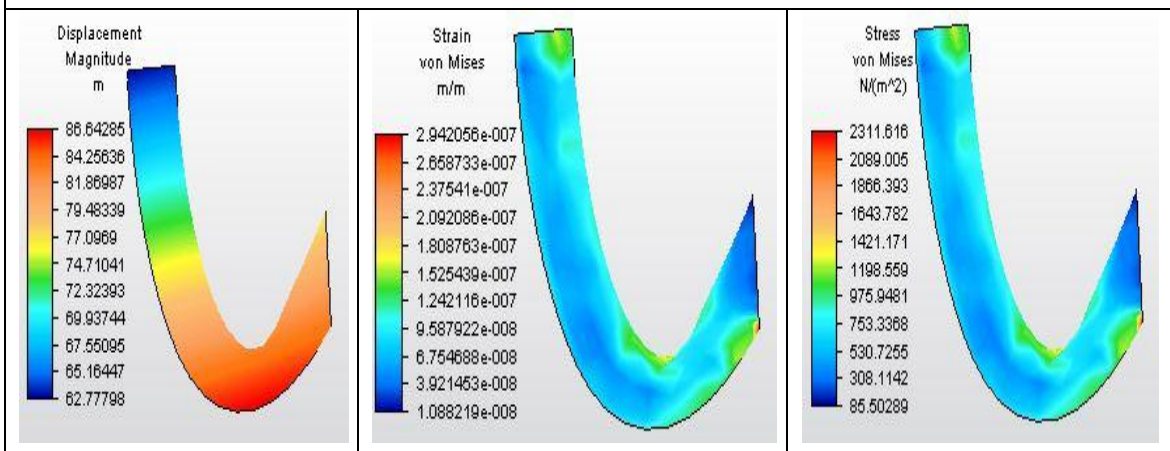 Displacement
Magnitude
m
86.64285
84.25636
81.86987
79.48339
77.0969
74.71041
72.32393
69.93744
67.55095
65.16447
62.77798
Strain
von Mises
m/m
2.942056e-007
2.658733e-007
2.37541e-007
2.092086e-007
1.808763e-007
1.525439e-007
1.242116e-007
9.587922e-008
6.754688e-008
3.921453e-008
1.088219e-008
Stress
von Mises
N/(m^2)
2311.616
2089.005
1866.393
1643.782
1421.171
1198.559
975.9481
753.3368
530.7255
308.1142
85.50289